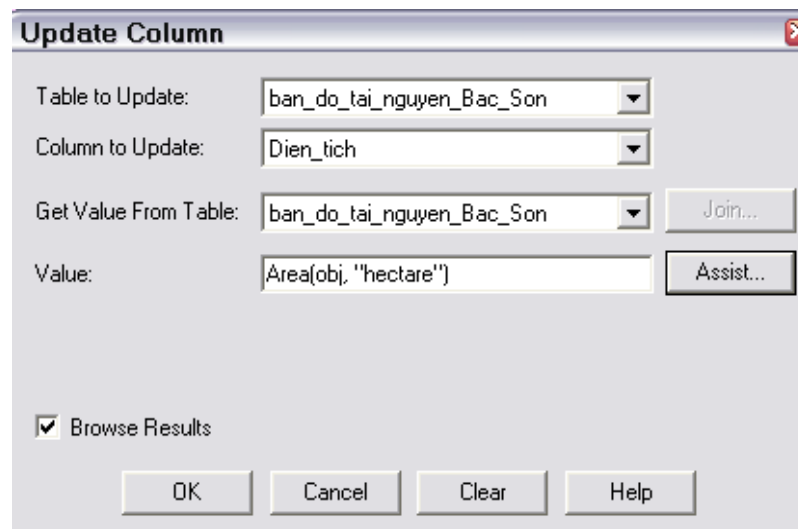 Update Column
Table to Update: ban_do_tai_nguyen_Bac_Son
Column to Update: Dien_tich
Get Value From Table: ban_do_tai_nguyen_Bac_Son Join...
Value: Area(obj, "hectare") Assist...
Browse Results
OK Cancel Clear Help